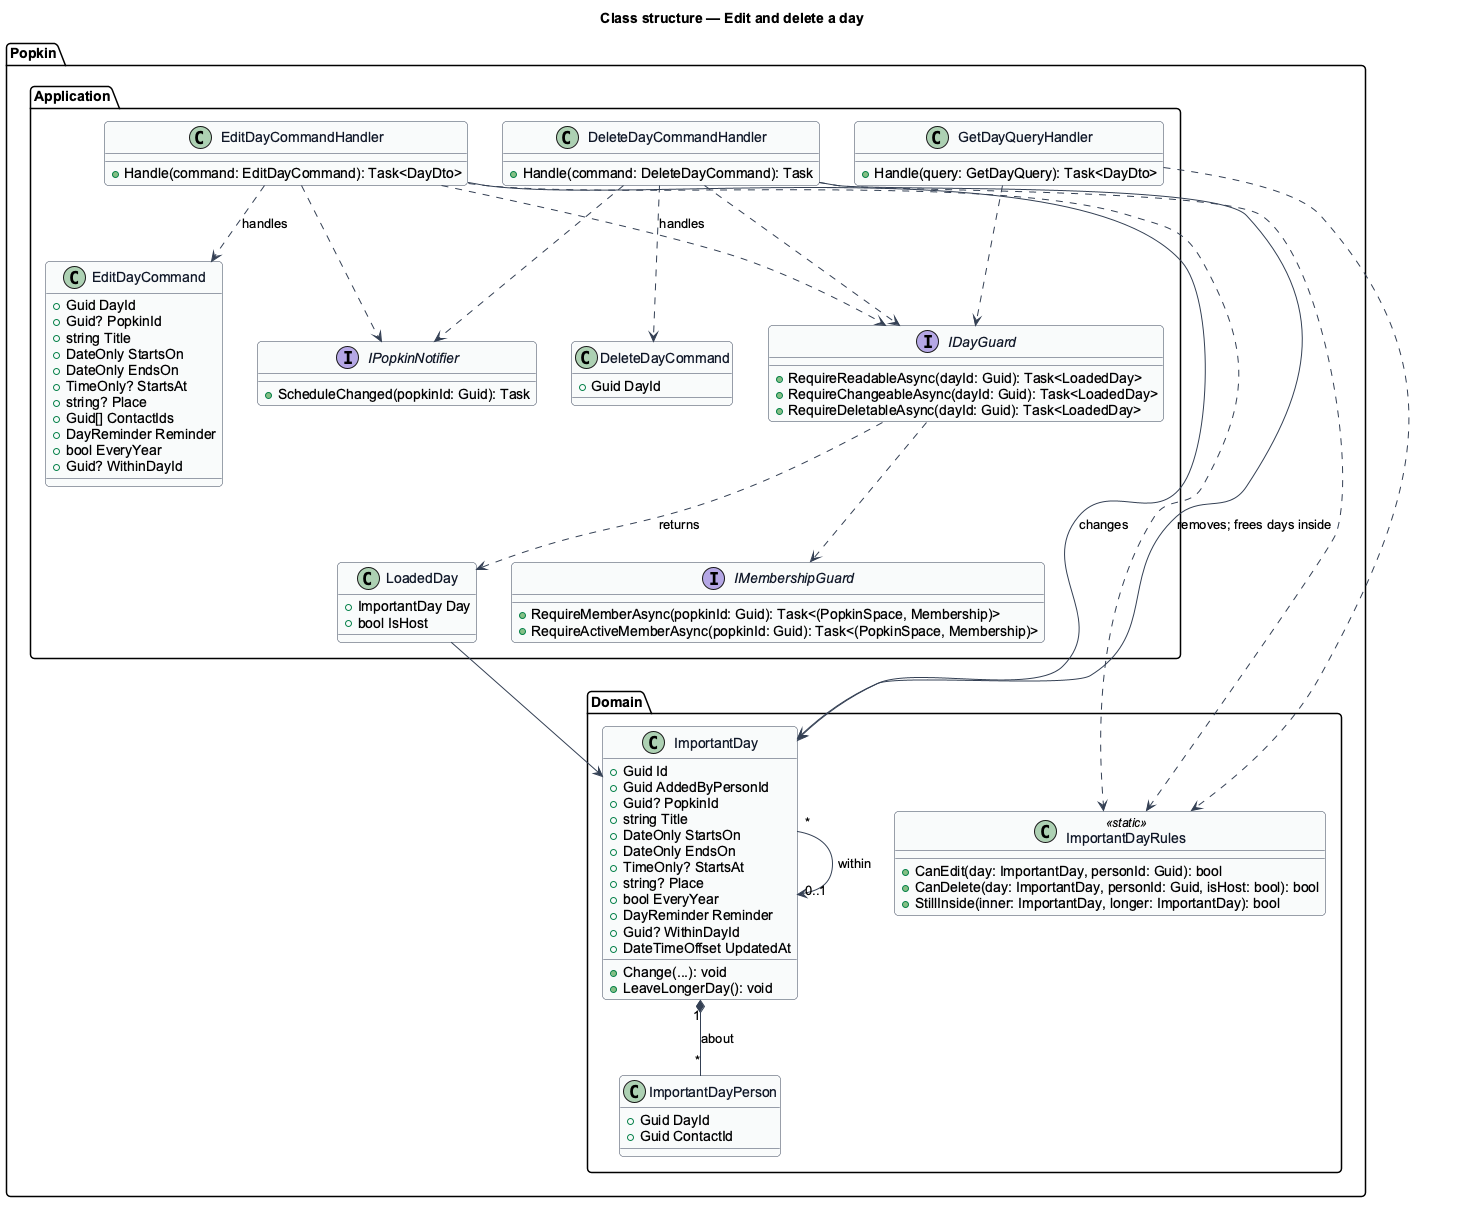 Class structure — Edit and delete a day
Popkin
Application
C EditDayCommandHandler
Handle(command: EditDayCommand): Task<DayDto>
C DeleteDayCommandHandler
Handle(command: DeleteDayCommand): Task
C GetDayQueryHandler
Handle(query: GetDayQuery): Task<DayDto>
handles
handles
C EditDayCommand
Guid DayId
Guid? PopkinId
string Title
DateOnly StartsOn
DateOnly EndsOn
TimeOnly? StartsAt
string? Place
Guid[] ContactIds
DayReminder Reminder
bool EveryYear
Guid? WithinDayId
I IPopkinNotifier
ScheduleChanged(popkinId: Guid): Task
C DeleteDayCommand
Guid DayId
I IDayGuard
RequireReadableAsync(dayId: Guid): Task<LoadedDay>
RequireChangeableAsync(dayId: Guid): Task<LoadedDay>
RequireDeletableAsync(dayId: Guid): Task<LoadedDay>
returns
changes
removes; frees days inside
C LoadedDay
ImportantDay Day
bool IsHost
I IMembershipGuard
RequireMemberAsync(popkinId: Guid): Task<(PopkinSpace, Membership)>
RequireActiveMemberAsync(popkinId: Guid): Task<(PopkinSpace, Membership)>
Domain
C ImportantDay
Guid Id
Guid AddedByPersonId
Guid? PopkinId
string Title
DateOnly StartsOn
DateOnly EndsOn
TimeOnly? StartsAt
string? Place
bool EveryYear
DayReminder Reminder
Guid? WithinDayId
DateTimeOffset UpdatedAt
Change(...): void
LeaveLongerDay(): void
*
within
0..1
«static»
C ImportantDayRules
CanEdit(day: ImportantDay, personId: Guid): bool
CanDelete(day: ImportantDay, personId: Guid, isHost: bool): bool
StillInside(inner: ImportantDay, longer: ImportantDay): bool
1
about
*
C ImportantDayPerson
Guid DayId
Guid ContactId